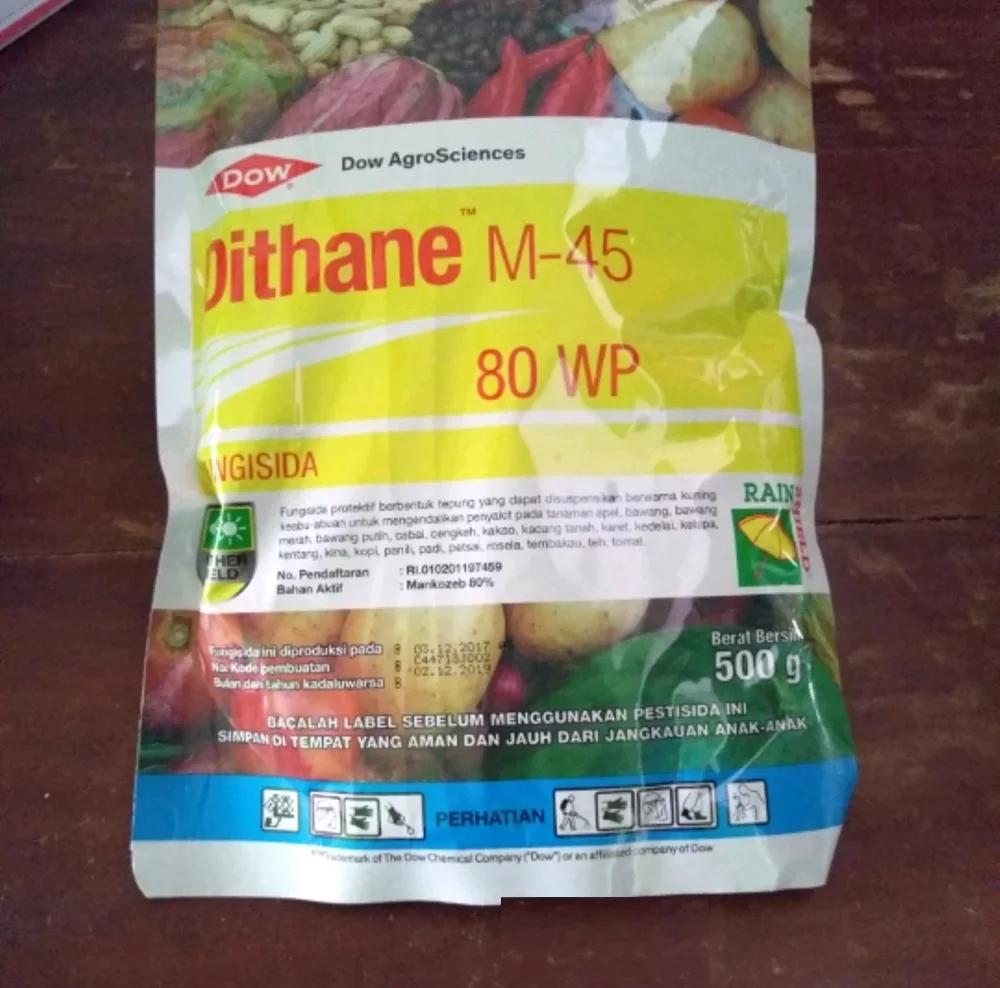 DOW
Dow AgroSciences
Dithane™ M-45
80 WP
NGISIDA
Fungisida protektif berbentuk tepung yang dapat disuspensikan berwarna kuning
keabu-abuan untuk mengendalikan penyakit pada tanaman apel, bawang, bawang
merah, bawang putih, cabai, cengkeh, kakao, kacang tanah, karet, kedelai, kelapa,
kentang, kina, kopi, panili, padi, petsai, rosela, tembakau, teh, tomat.
RAIN
SHIELD
THER
ELD
No. Pendaftaran : RI.010201197459
Bahan Aktif : Mankozeb 80%
Fungisida ini diproduksi pada 03.12.2017
No. Kode pembuatan
Bulan dan tahun kadaluwarsa 02.12.2019
Berat Bersih
500 g
BACALAH LABEL SEBELUM MENGGUNAKAN PESTISIDA INI
SIMPAN DI TEMPAT YANG AMAN DAN JAUH DARI JANGKAUAN ANAK-ANAK
PERHATIAN
Trademark of The Dow Chemical Company ("Dow") or an affiliated company of Dow